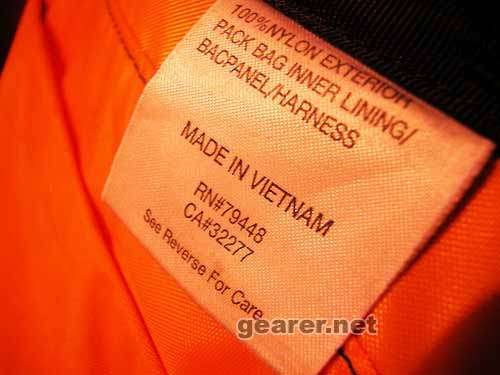 100% NYLON EXTERIOR
PACK BAG INNER LINING/
BACPANEL/HARNESS
MADE IN VIETNAM
RN#79448
CA#32277
See Reverse For Care
gearer.net